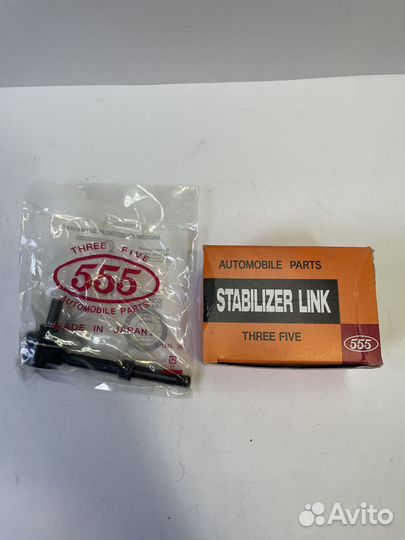 THREE FIVE
555
AUTOMOBILE PARTS
MADE IN JAPAN
AUTOMOBILE PARTS
STABILIZER LINK
THREE FIVE
555
Avito